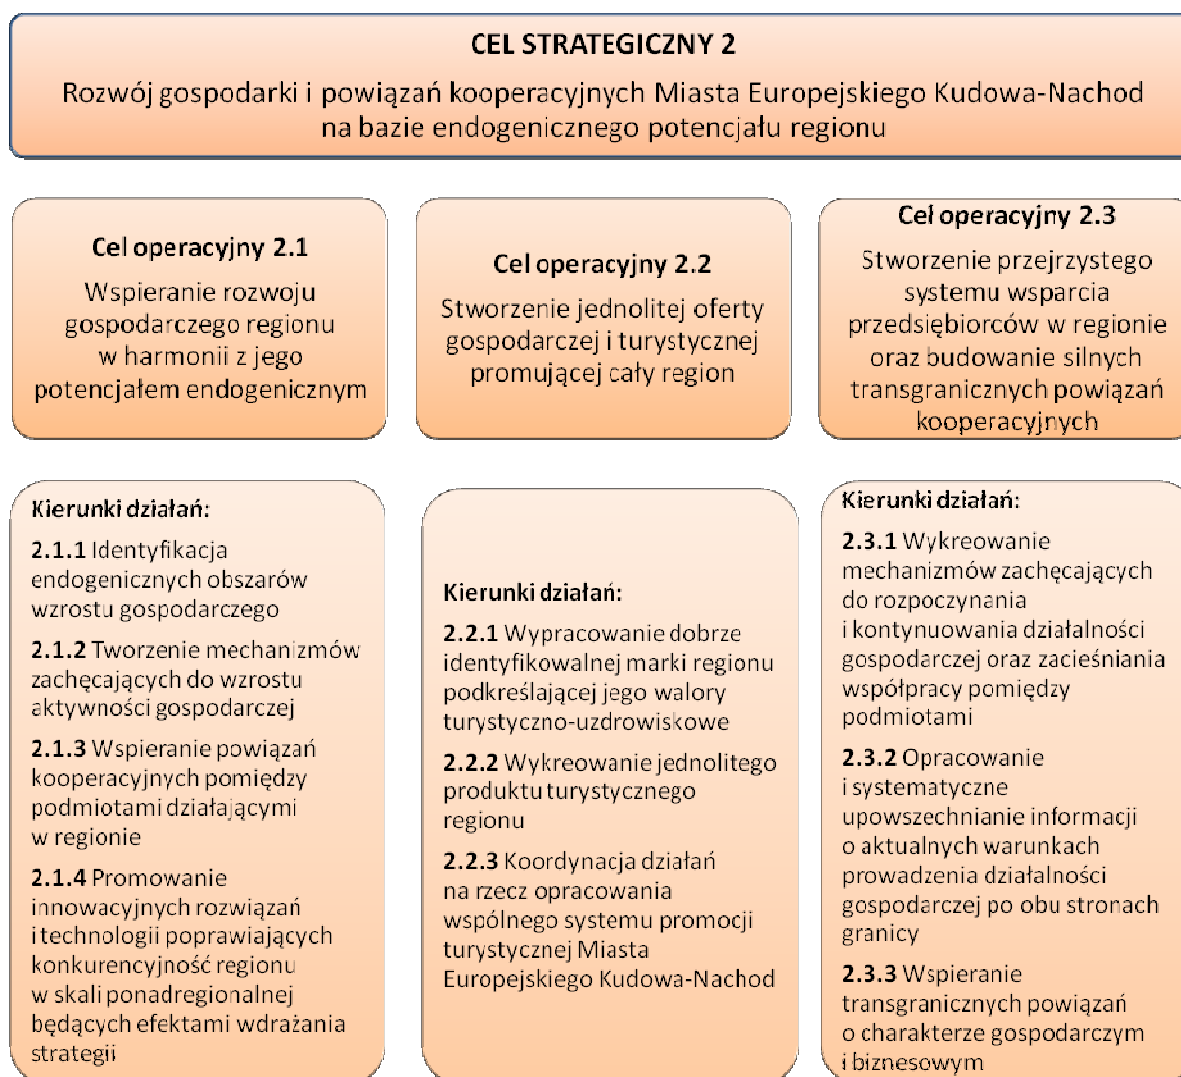 CEL STRATEGICZNY 2
Rozwój gospodarki i powiązań kooperacyjnych Miasta Europejskiego Kudowa-Nachod
na bazie endogenicznego potencjału regionu
Cel operacyjny 2.1
Wspieranie rozwoju
gospodarczego regionu
w harmonii z jego
potencjałem endogenicznym
Cel operacyjny 2.2
Stworzenie jednolitej oferty
gospodarczej i turystycznej
promującej cały region
Cel operacyjny 2.3
Stworzenie przejrzystego
systemu wsparcia
przedsiębiorców w regionie
oraz budowanie silnych
transgranicznych powiązań
kooperacyjnych
Kierunki działań:
2.1.1 Identyfikacja
endogenicznych obszarów
wzrostu gospodarczego
2.1.2 Tworzenie mechanizmów
zachęcających do wzrostu
aktywności gospodarczej
2.1.3 Wspieranie powiązań
kooperacyjnych pomiędzy
podmiotami działającymi
w regionie
2.1.4 Promowanie
innowacyjnych rozwiązań
i technologii poprawiających
konkurencyjność regionu
w skali ponadregionalnej
będących efektami wdrażania
strategii
Kierunki działań:
2.2.1 Wypracowanie dobrze
identyfikowalnej marki regionu
podkreślającej jego walory
turystyczno-uzdrowiskowe
2.2.2 Wykreowanie jednolitego
produktu turystycznego
regionu
2.2.3 Koordynacja działań
na rzecz opracowania
wspólnego systemu promocji
turystycznej Miasta
Europejskiego Kudowa-Nachod
Kierunki działań:
2.3.1 Wykreowanie
mechanizmów zachęcających
do rozpoczynania
i kontynuowania działalności
gospodarczej oraz zacieśniania
współpracy pomiędzy
podmiotami
2.3.2 Opracowanie
i systematyczne
upowszechnianie informacji
o aktualnych warunkach
prowadzenia działalności
gospodarczej po obu stronach
granicy
2.3.3 Wspieranie
transgranicznych powiązań
o charakterze gospodarczym
i biznesowym